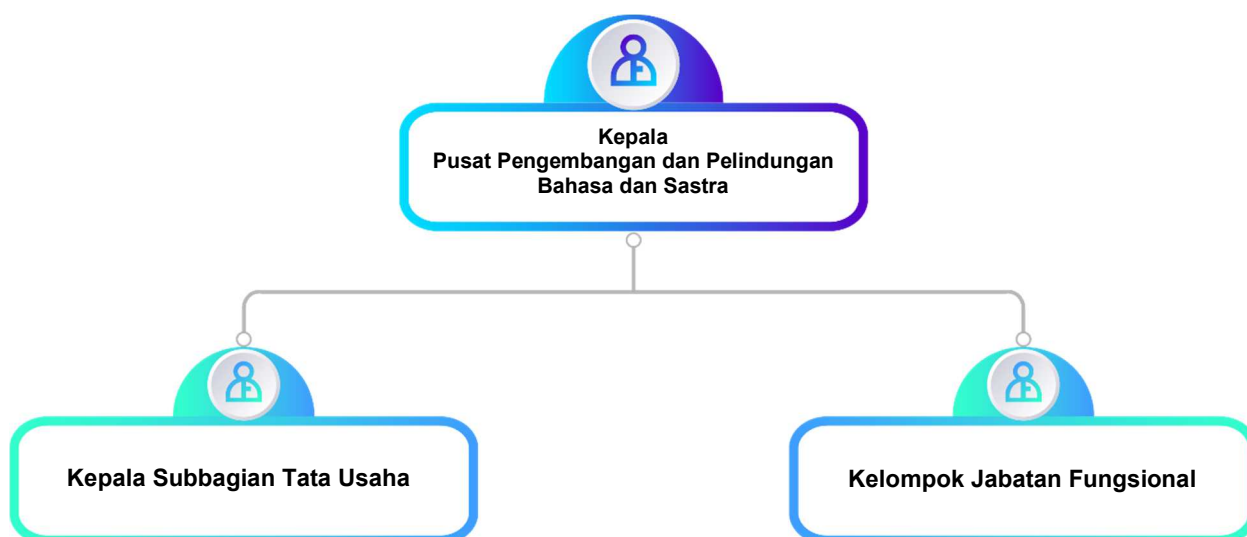 Kepala
Pusat Pengembangan dan Pelindungan
Bahasa dan Sastra
Kepala Subbagian Tata Usaha
Kelompok Jabatan Fungsional